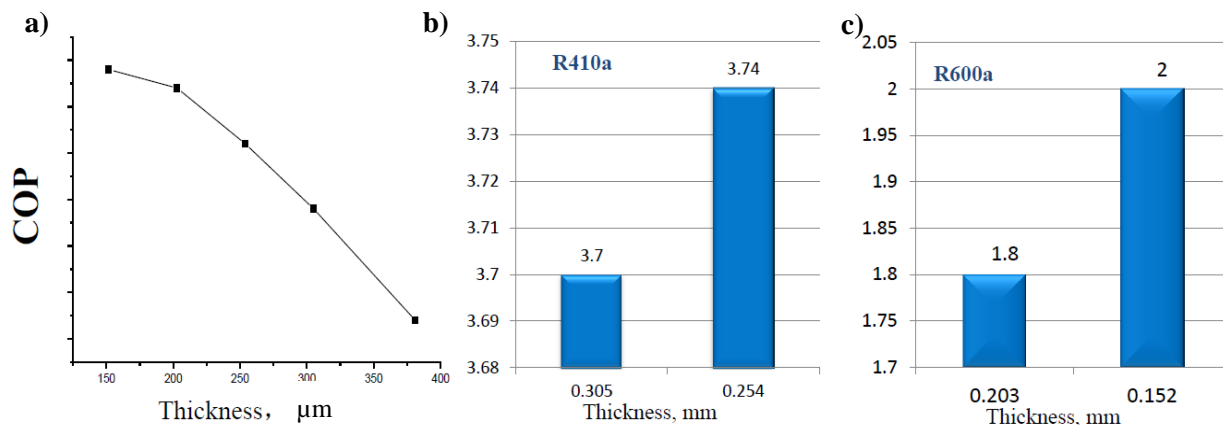 a)
COP
150 200 250 300 350 400
Thickness, μm
b)
R410a
3.75
3.74
3.73
3.72
3.71
3.7
3.69
3.68
3.74
3.7
0.305 0.254
Thickness, mm
c)
R600a
2.05
2
1.95
1.9
1.85
1.8
1.75
1.7
2
1.8
0.203 0.152
Thickness, mm